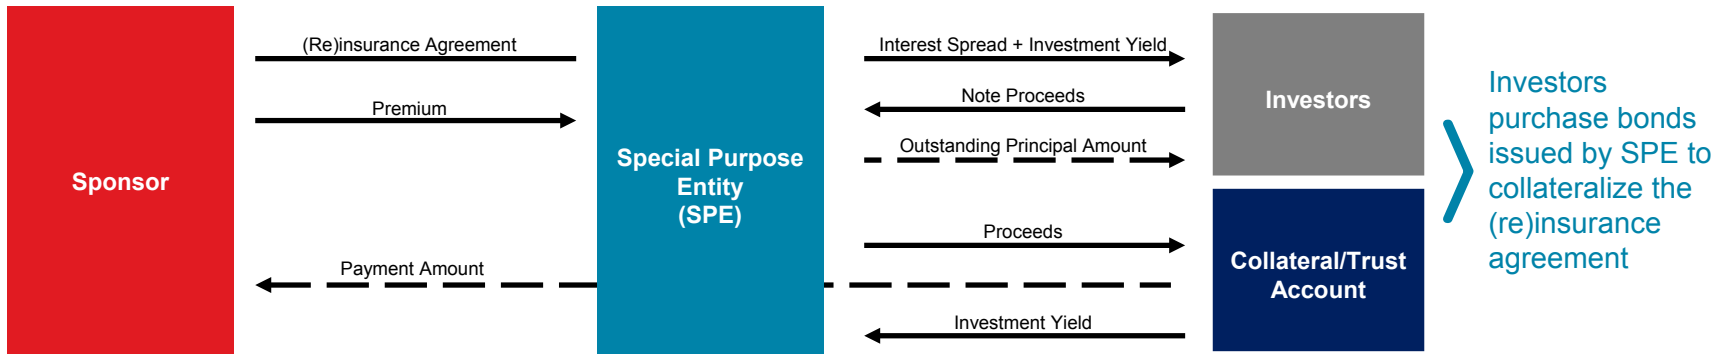 Sponsor
(Re)insurance Agreement
Premium
Payment Amount
Special Purpose
Entity
(SPE)
Interest Spread + Investment Yield
Note Proceeds
Outstanding Principal Amount
Proceeds
Investment Yield
Investors
Collateral/Trust
Account
Investors
purchase bonds
issued by SPE to
collateralize the
(re)insurance
agreement